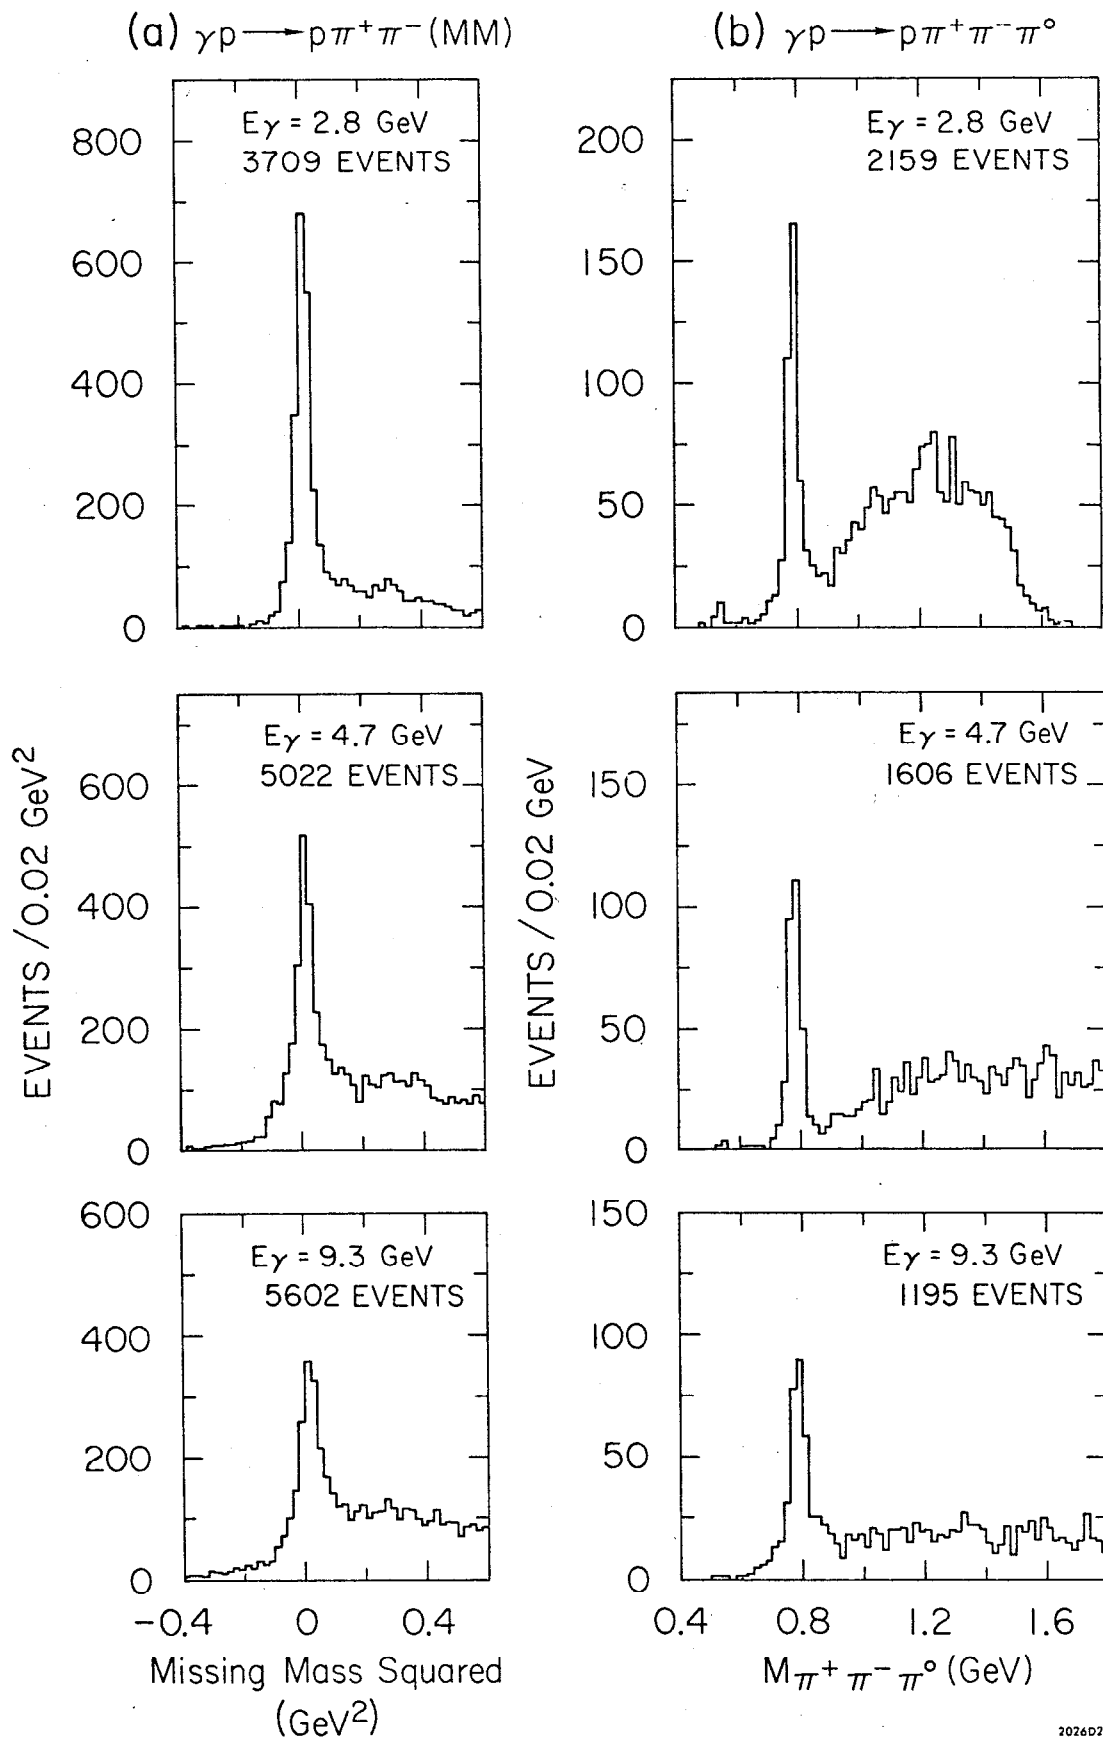 (a) γp → pπ⁺π⁻(MM)
(b) γp → pπ⁺π⁻π°
Eγ = 2.8 GeV
3709 EVENTS
800
600
400
200
0
Eγ = 2.8 GeV
2159 EVENTS
200
150
100
50
0
EVENTS/0.02 GeV²
Eγ = 4.7 GeV
5022 EVENTS
600
400
200
0
EVENTS/0.02 GeV
Eγ = 4.7 GeV
1606 EVENTS
150
100
50
0
Eγ = 9.3 GeV
5602 EVENTS
600
400
200
0
-0.4 0 0.4
Missing Mass Squared
(GeV²)
Eγ = 9.3 GeV
1195 EVENTS
150
100
50
0
0.4 0.8 1.2 1.6
Mπ⁺π⁻π° (GeV)
2026D2